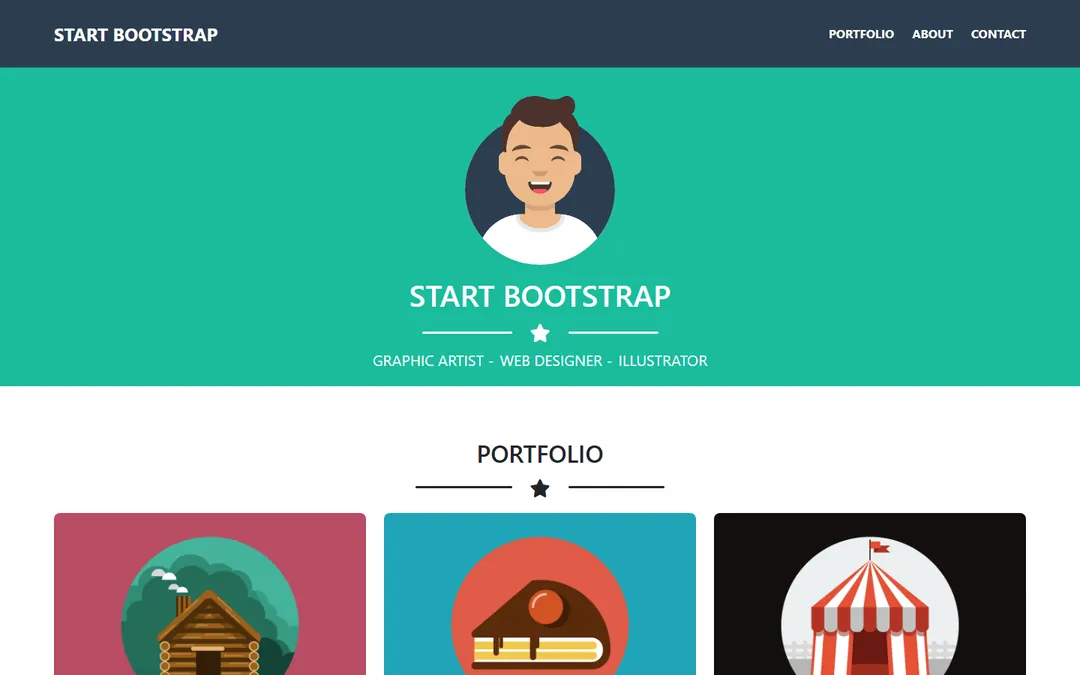 START BOOTSTRAP
PORTFOLIO ABOUT CONTACT
START BOOTSTRAP
GRAPHIC ARTIST - WEB DESIGNER - ILLUSTRATOR
PORTFOLIO